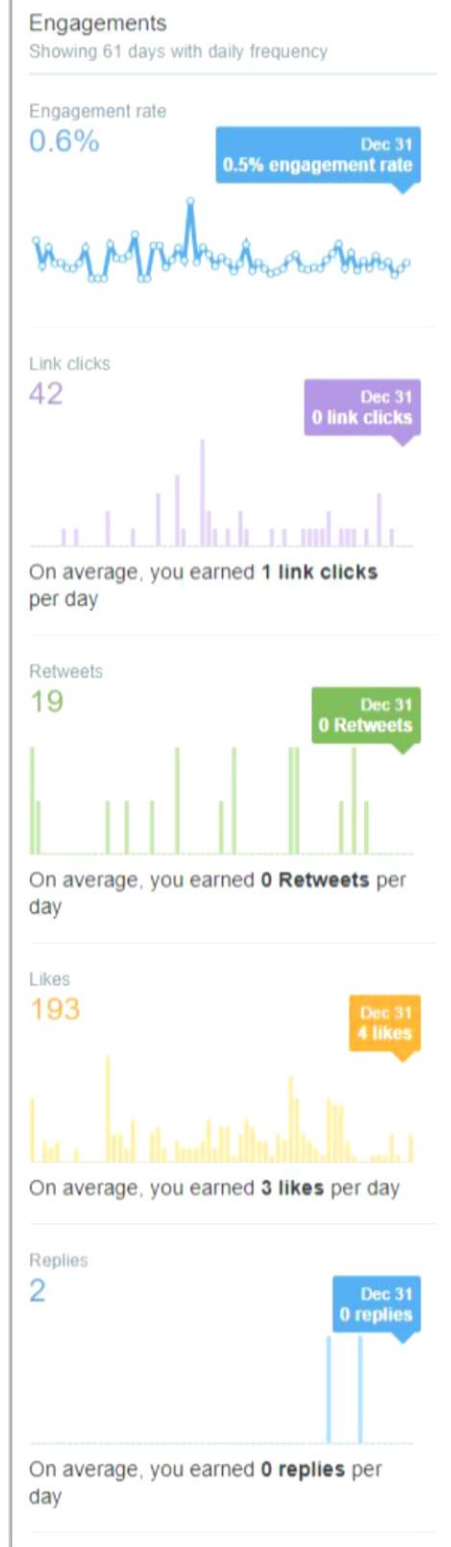 Engagements
Showing 61 days with daily frequency
Engagement rate
0.6%
Dec 31
0.5% engagement rate
Link clicks
42
Dec 31
0 link clicks
On average, you earned 1 link clicks
per day
Retweets
19
Dec 31
0 Retweets
On average, you earned 0 Retweets per
day
Likes
193
Dec 31
4 likes
On average, you earned 3 likes per day
Replies
2
Dec 31
0 replies
On average, you earned 0 replies per
day